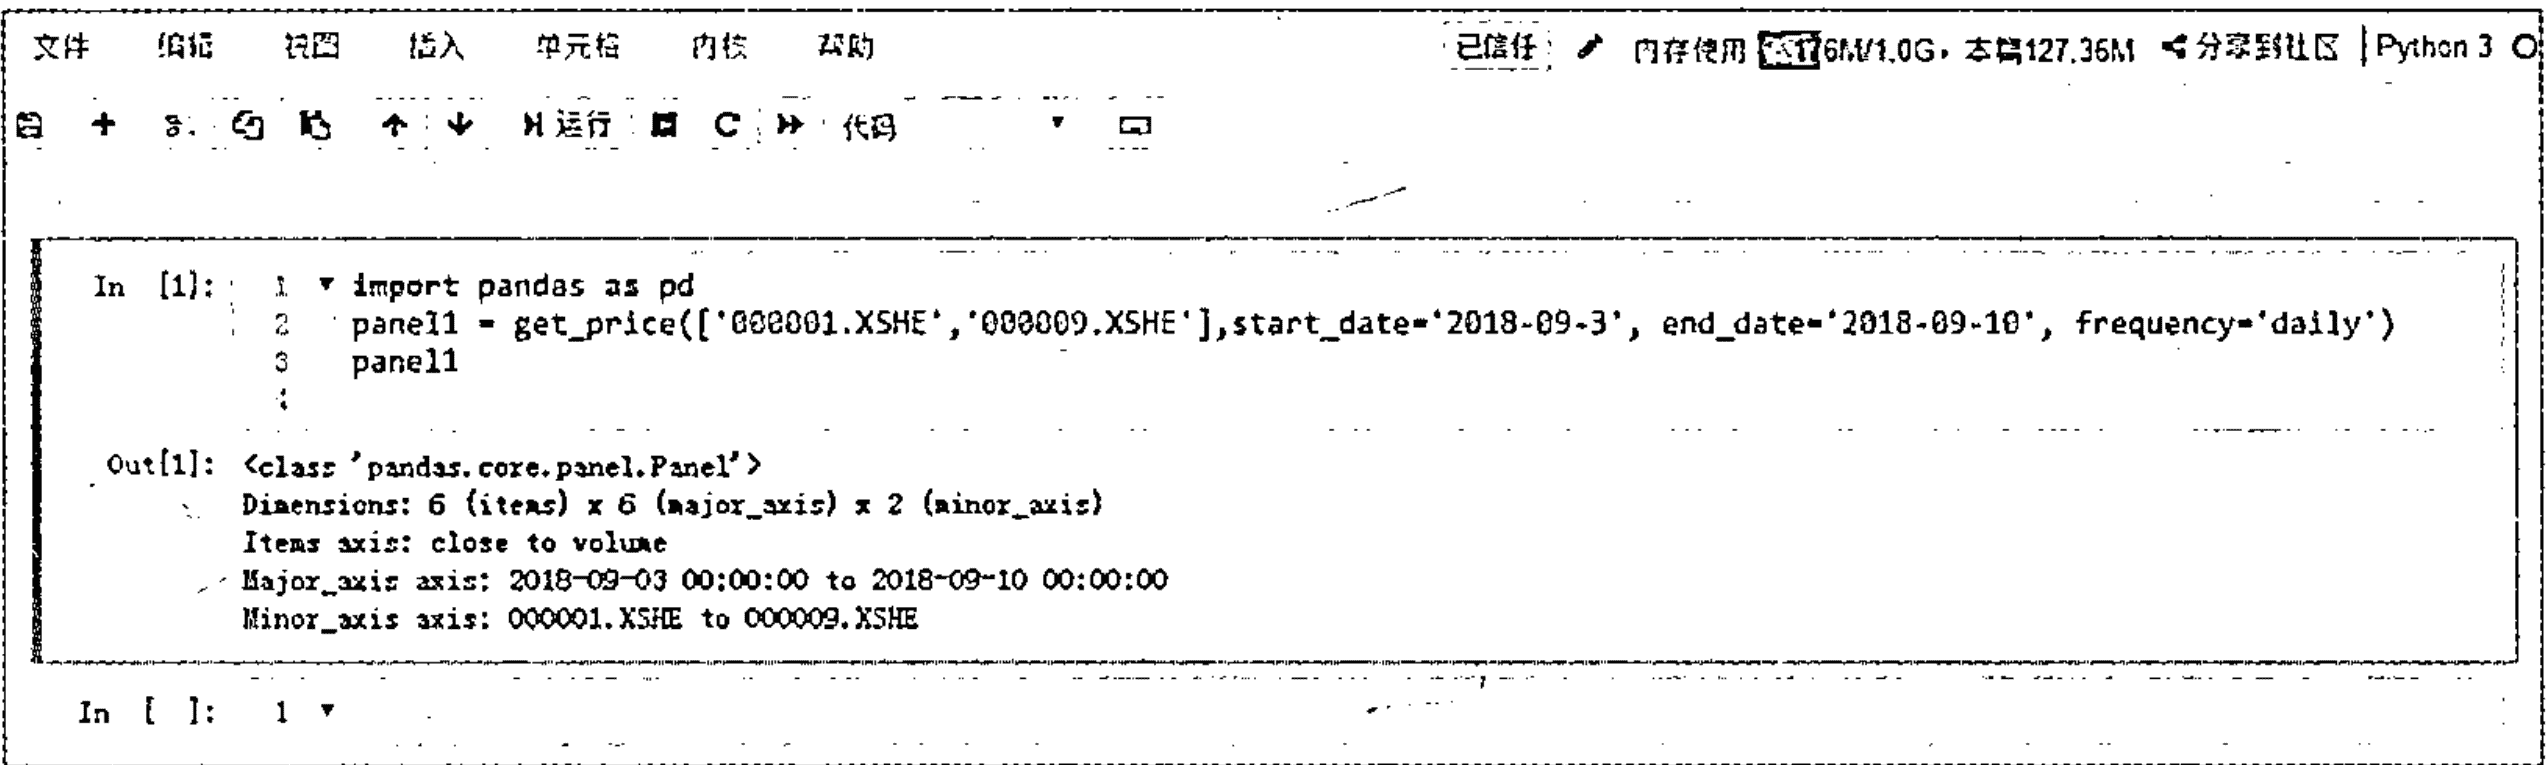 文件 编辑 视图 插入 单元格 内核 帮助 已信任 内存使用 176M/1.0G, 本篇127.36M 分享到社区 Python 3
运行 代码
In [1]: 1 import pandas as pd
2 panel1 = get_price(['000001.XSHE','000009.XSHE'],start_date='2018-09-3', end_date='2018-09-10', frequency='daily')
3 panel1
4
Out[1]: <class 'pandas.core.panel.Panel'>
Dimensions: 6 (items) x 6 (major_axis) x 2 (minor_axis)
Items axis: close to volume
Major_axis axis: 2018-09-03 00:00:00 to 2018-09-10 00:00:00
Minor_axis axis: 000001.XSHE to 000009.XSHE
In [ ]: 1